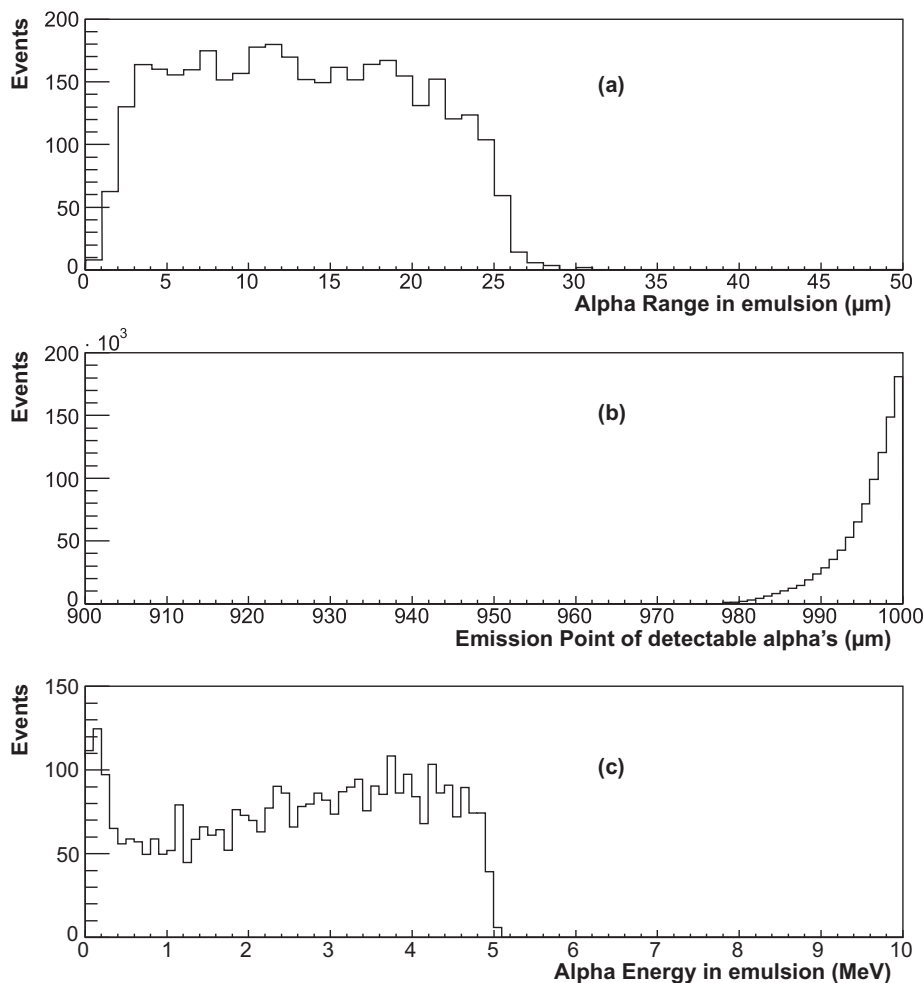 200
150
100
50
0
Events
(a)
0 5 10 15 20 25 30 35 40 45 50
Alpha Range in emulsion (µm)
· 10³
200
150
100
50
0
Events
(b)
900 910 920 930 940 950 960 970 980 990 1000
Emission Point of detectable alpha's (µm)
150
100
50
0
Events
(c)
0 1 2 3 4 5 6 7 8 9 10
Alpha Energy in emulsion (MeV)